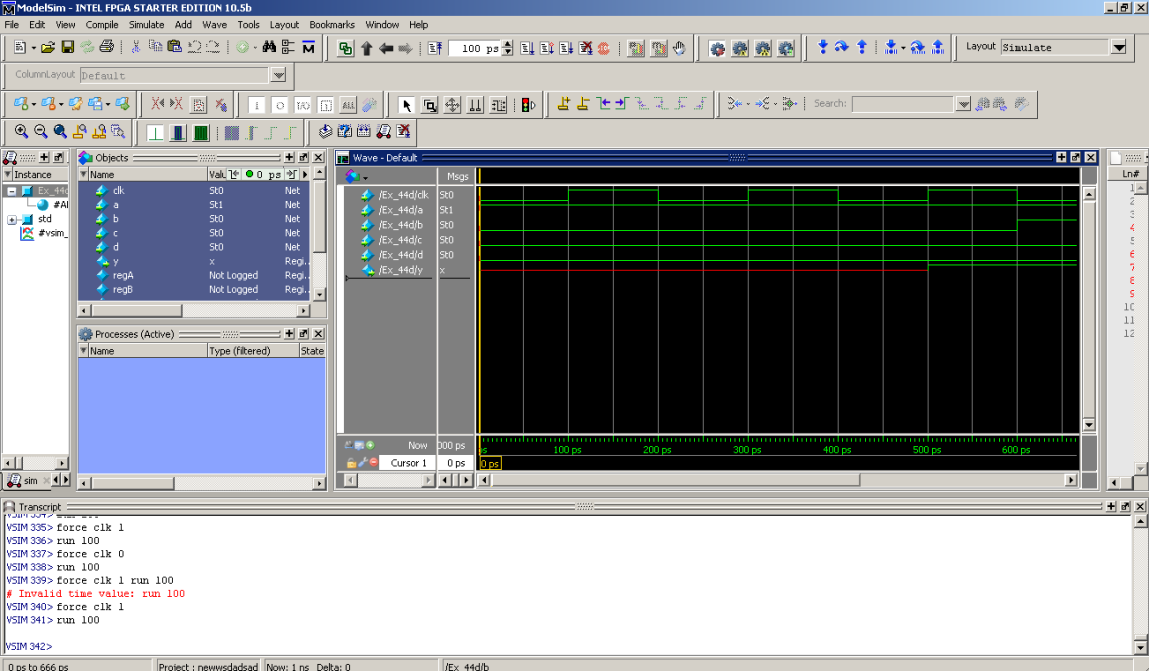 ModelSim - INTEL FPGA STARTER EDITION 10.5b
File Edit View Compile Simulate Add Wave Tools Layout Bookmarks Window Help
100 ps
Layout Simulate
ColumnLayout Default
Search:
Instance
Ex_44d
#Al
std
#vsim_
sim
Objects
Name Valu 0 ps
clk St0 Net
a St1 Net
b St0 Net
c St0 Net
d St0 Net
y x Regi..
regA Not Logged Regi..
regB Not Logged Regi..
Processes (Active)
Name Type (filtered) State
Wave - Default
Msgs
/Ex_44d/clk St0
/Ex_44d/a St1
/Ex_44d/b St0
/Ex_44d/c St0
/Ex_44d/d St0
/Ex_44d/y x
Now 000 ps
ps 100 ps 200 ps 300 ps 400 ps 500 ps 600 ps
Cursor 1 0 ps 0 ps
Ln#
1
2
3
4
5
6
7
8
9
10
11
12
Transcript
VSIM 335> force clk 1
VSIM 336> run 100
VSIM 337> force clk 0
VSIM 338> run 100
VSIM 339> force clk 1 run 100
# Invalid time value: run 100
VSIM 340> force clk 1
VSIM 341> run 100
VSIM 342>
0 ps to 666 ps Project : newwsdadsad Now: 1 ns Delta: 0 /Ex_44d/b